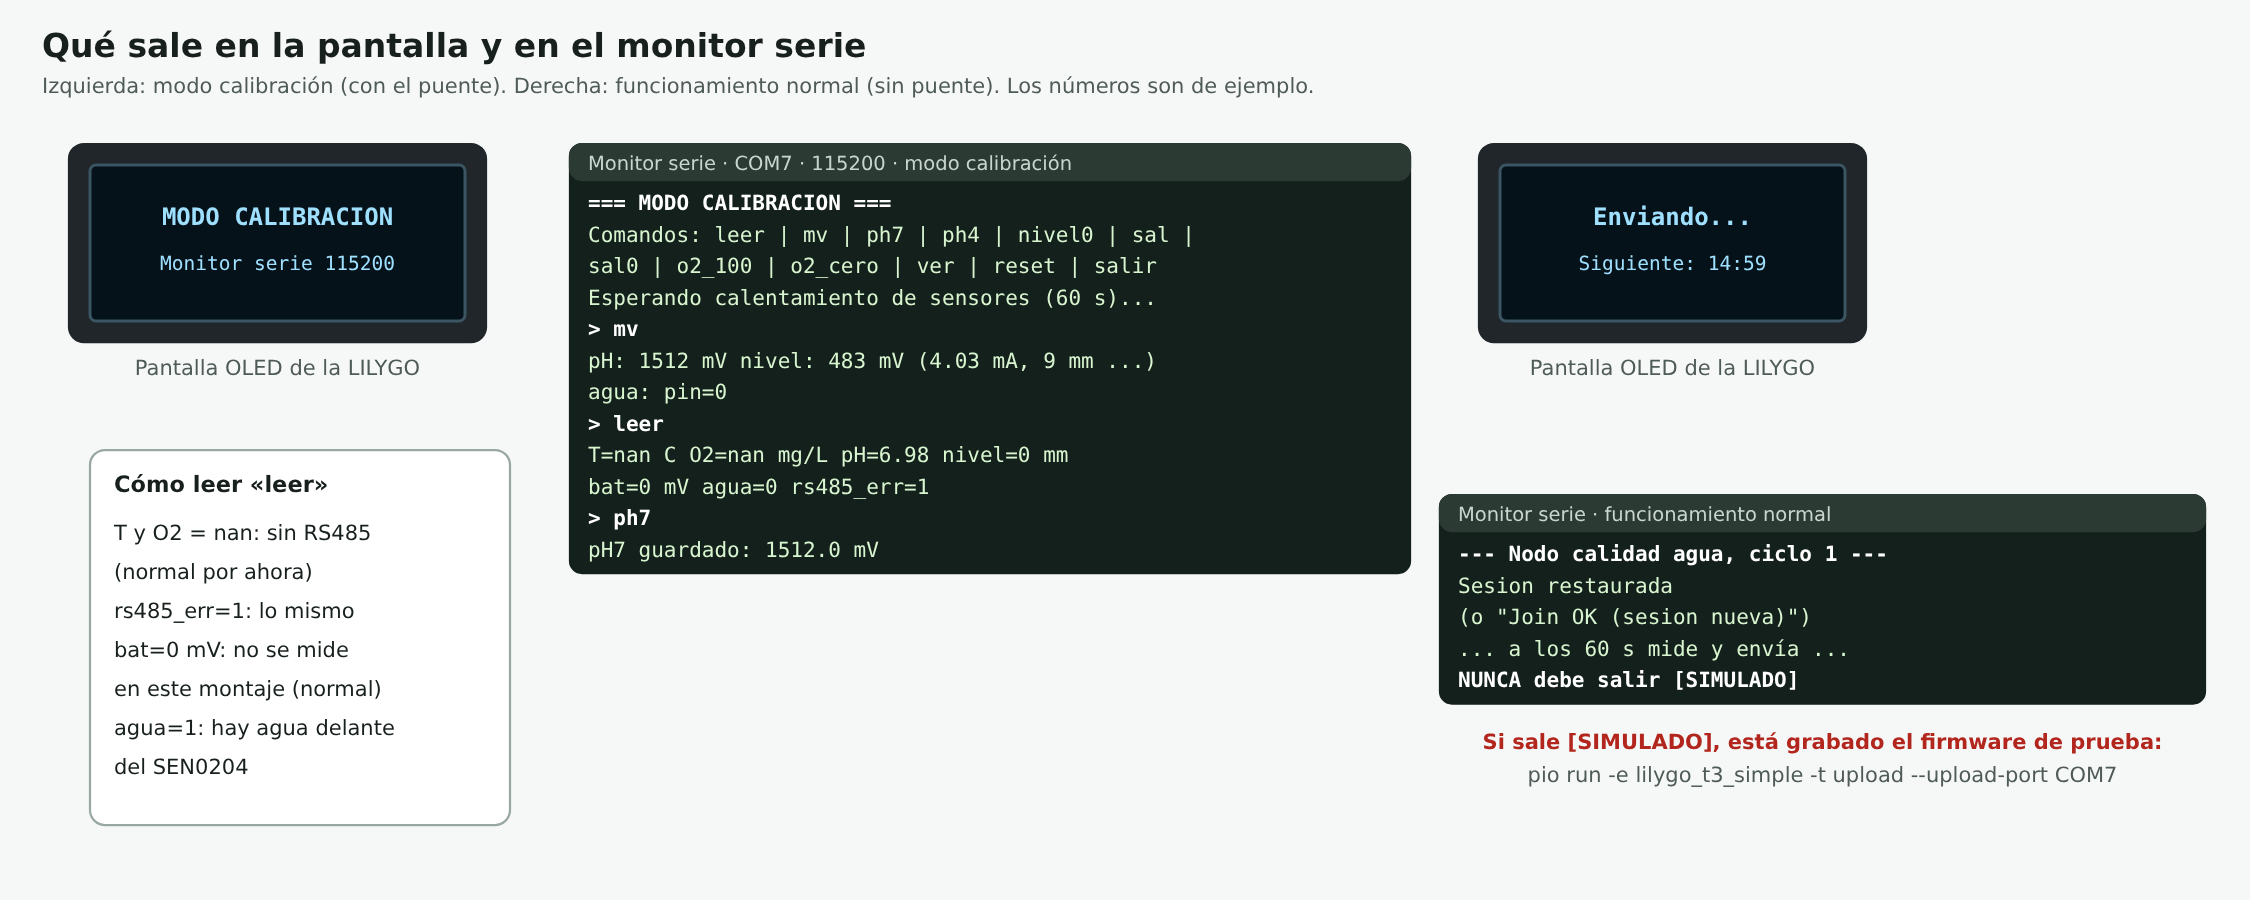 Qué sale en la pantalla y en el monitor serie
Izquierda: modo calibración (con el puente). Derecha: funcionamiento normal (sin puente). Los números son de ejemplo.
MODO CALIBRACION
Monitor serie 115200
Pantalla OLED de la LILYGO
Cómo leer «leer»
T y O2 = nan: sin RS485
(normal por ahora)
rs485_err=1: lo mismo
bat=0 mV: no se mide
en este montaje (normal)
agua=1: hay agua delante
del SEN0204
Monitor serie · COM7 · 115200 · modo calibración
=== MODO CALIBRACION ===
Comandos: leer | mv | ph7 | ph4 | nivel0 | sal |
sal0 | o2_100 | o2_cero | ver | reset | salir
Esperando calentamiento de sensores (60 s)...
> mv
pH: 1512 mV nivel: 483 mV (4.03 mA, 9 mm ...)
agua: pin=0
> leer
T=nan C O2=nan mg/L pH=6.98 nivel=0 mm
bat=0 mV agua=0 rs485_err=1
> ph7
pH7 guardado: 1512.0 mV
Enviando...
Siguiente: 14:59
Pantalla OLED de la LILYGO
Monitor serie · funcionamiento normal
--- Nodo calidad agua, ciclo 1 ---
Sesion restaurada
(o "Join OK (sesion nueva)")
... a los 60 s mide y envía ...
NUNCA debe salir [SIMULADO]
Si sale [SIMULADO], está grabado el firmware de prueba:
pio run -e lilygo_t3_simple -t upload --upload-port COM7